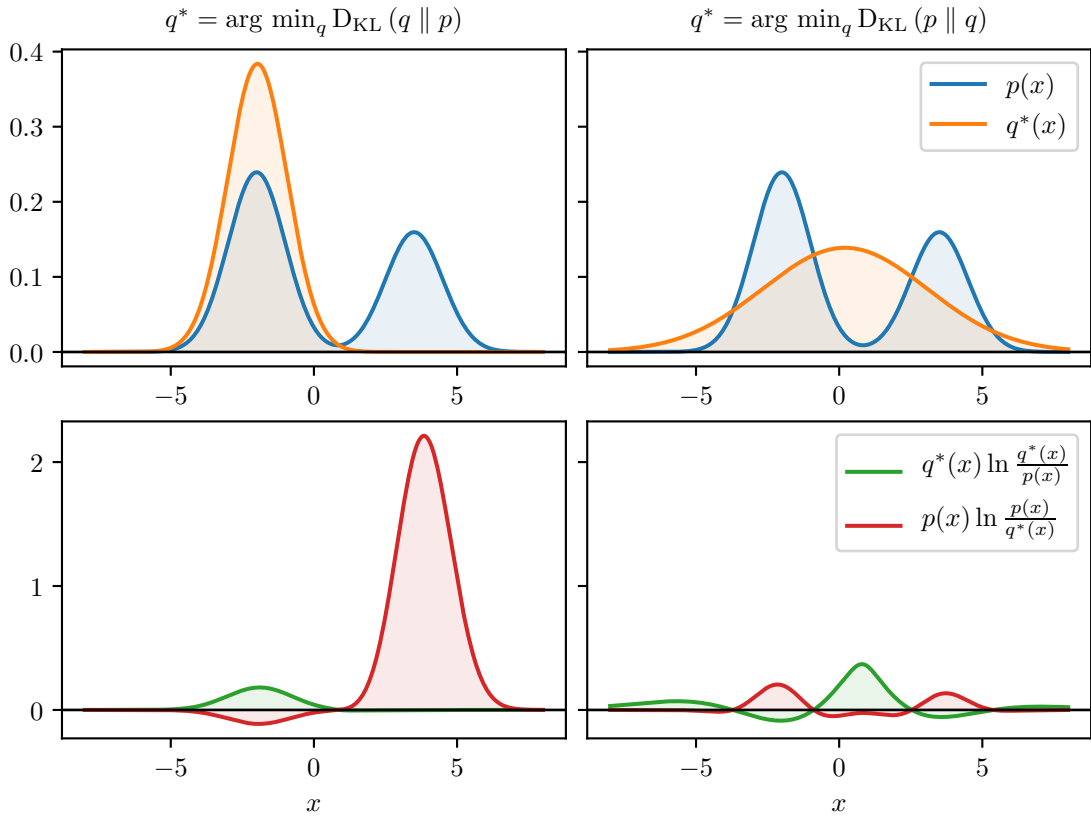 q* = arg min_q D_KL (q ∥ p)
q* = arg min_q D_KL (p ∥ q)
0.4
0.3
0.2
0.1
0.0
p(x)
q*(x)
−5 0 5
−5 0 5
2
1
0
q*(x) ln q*(x)/p(x)
p(x) ln p(x)/q*(x)
−5 0 5
−5 0 5
x
x